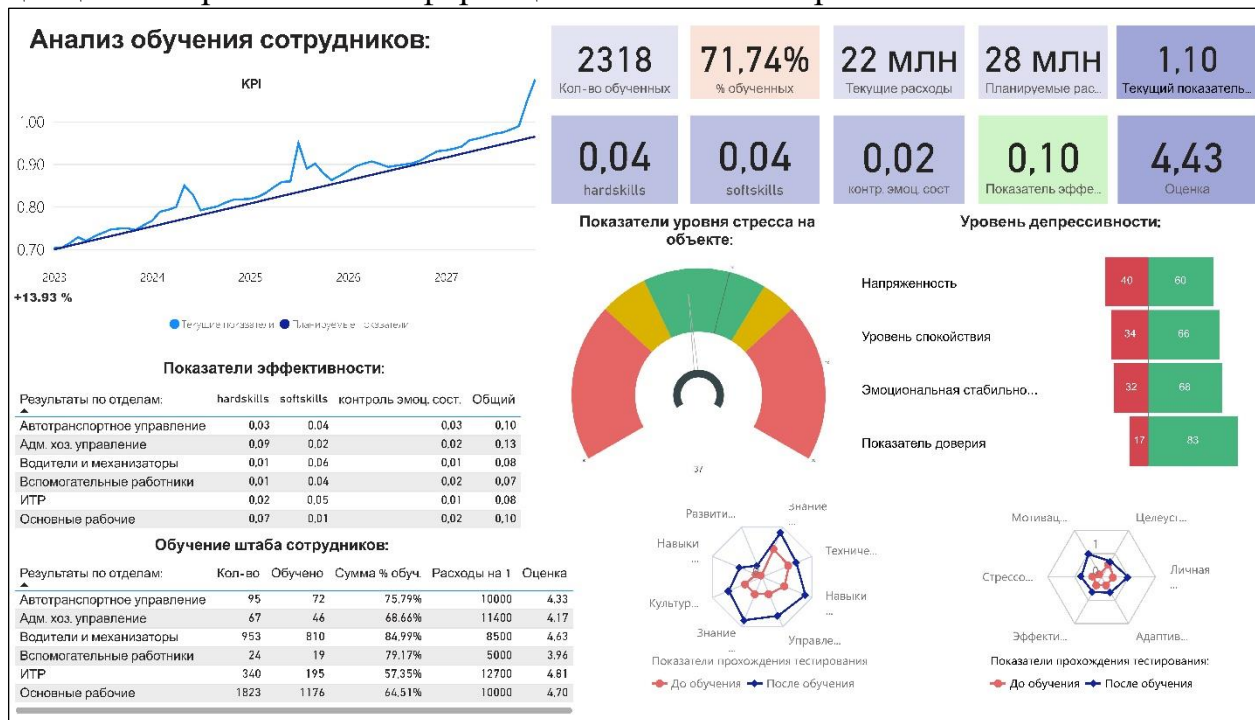 Анализ обучения сотрудников:
KPI
1.00
0.90
0.80
0.70
2023 2024 2025 2026 2027
+13.93 %
Текущие показатели Планируемые показатели
2318
Кол-во обученных
71,74%
% обученных
22 млн
Текущие расходы
28 млн
Планируемые рас...
1,10
Текущий показатель...
0,04
hardskills
0,04
softskills
0,02
контр. эмоц. сост
0,10
Показатель эффе...
4,43
Оценка
Показатели эффективности:
Результаты по отделам: hardskills softskills контроль эмоц. сост. Общий
Автотранспортное управление 0,03 0,04 0,03 0,10
Адм. хоз. управление 0,09 0,02 0,02 0,13
Водители и механизаторы 0,01 0,06 0,01 0,08
Вспомогательные работники 0,01 0,04 0,02 0,07
ИТР 0,02 0,05 0,01 0,08
Основные рабочие 0,07 0,01 0,02 0,10
Обучение штаба сотрудников:
Результаты по отделам: Кол-во Обучено Сумма % обуч. Расходы на 1 Оценка
Автотранспортное управление 95 72 75,79% 10000 4,33
Адм. хоз. управление 67 46 68,66% 11400 4,17
Водители и механизаторы 953 810 84,99% 8500 4,63
Вспомогательные работники 24 19 79,17% 5000 3,96
ИТР 340 195 57,35% 12700 4,81
Основные рабочие 1823 1176 64,51% 10000 4,70
Показатели уровня стресса на
объекте:
37
Уровень депрессивности:
Напряженность 40 60
Уровень спокойствия 34 66
Эмоциональная стабильно... 32 68
Показатель доверия 17 83
Развити...
Знание ...
Навыки ...
Техниче...
Культур...
Навыки ...
Знание ...
Управле...
Показатели прохождения тестирования
До обучения После обучения
Мотивац...
Целеуст...
Стрессо...
Личная ...
Эффекти...
Адаптив...
1
0
Показатели прохождения тестирования:
До обучения После обучения